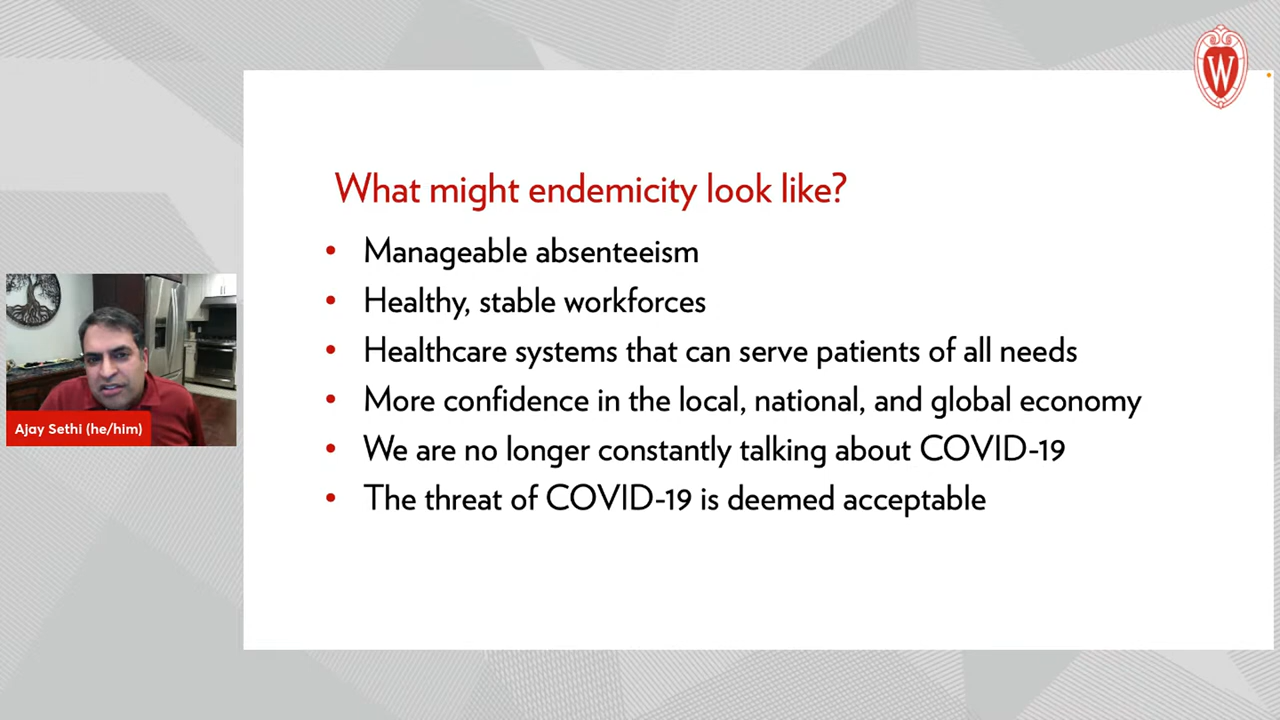 W
What might endemicity look like?
• Manageable absenteeism
• Healthy, stable workforces
• Healthcare systems that can serve patients of all needs
• More confidence in the local, national, and global economy
• We are no longer constantly talking about COVID-19
• The threat of COVID-19 is deemed acceptable
Ajay Sethi (he/him)